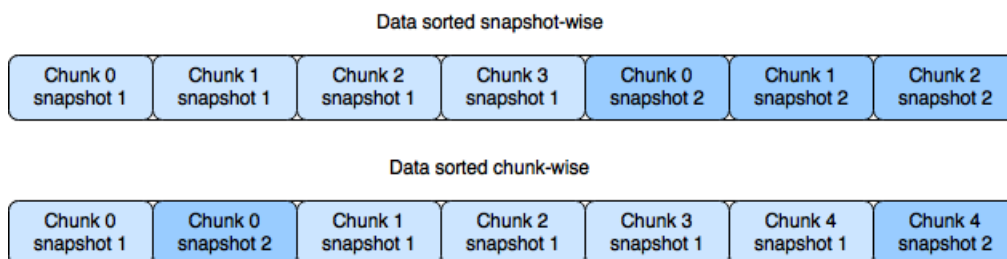 Data sorted snapshot-wise
Chunk 0 Chunk 1 Chunk 2 Chunk 3 Chunk 0 Chunk 1 Chunk 2
snapshot 1 snapshot 1 snapshot 1 snapshot 1 snapshot 2 snapshot 2 snapshot 2
Data sorted chunk-wise
Chunk 0 Chunk 0 Chunk 1 Chunk 2 Chunk 3 Chunk 4 Chunk 4
snapshot 1 snapshot 2 snapshot 1 snapshot 1 snapshot 1 snapshot 1 snapshot 2